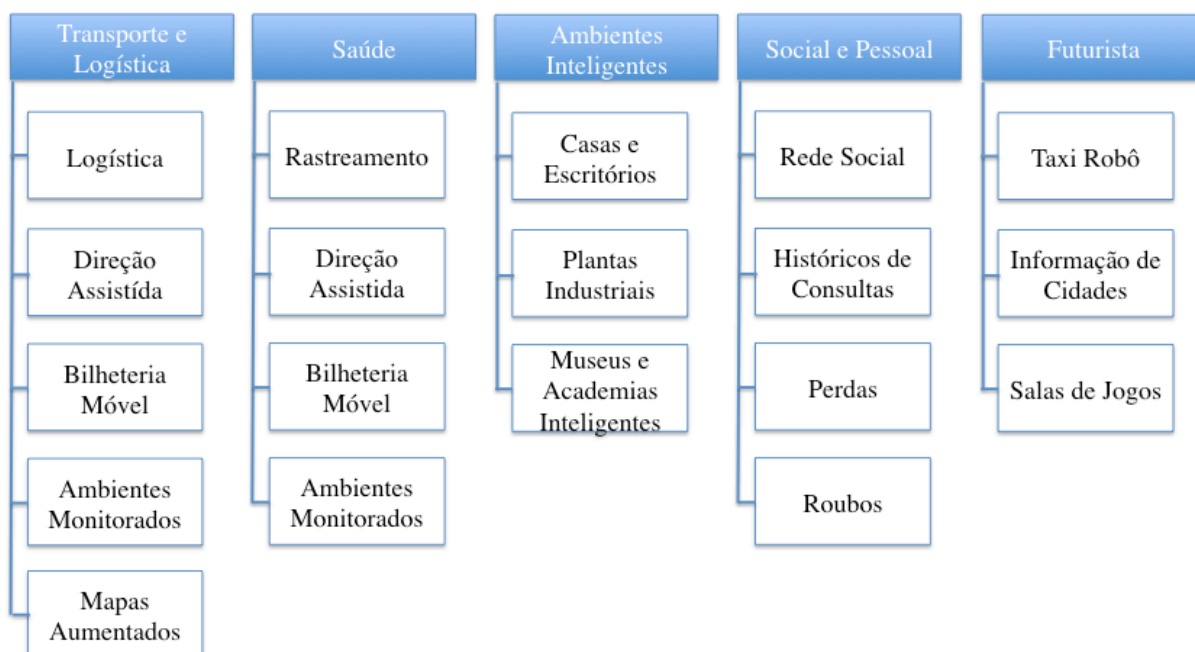 Transporte e
Logística
Logística
Direção
Assistída
Bilheteria
Móvel
Ambientes
Monitorados
Mapas
Aumentados
Saúde
Rastreamento
Direção
Assistida
Bilheteria
Móvel
Ambientes
Monitorados
Ambientes
Inteligentes
Casas e
Escritórios
Plantas
Industriais
Museus e
Academias
Inteligentes
Social e Pessoal
Rede Social
Históricos de
Consultas
Perdas
Roubos
Futurista
Taxi Robô
Informação de
Cidades
Salas de Jogos